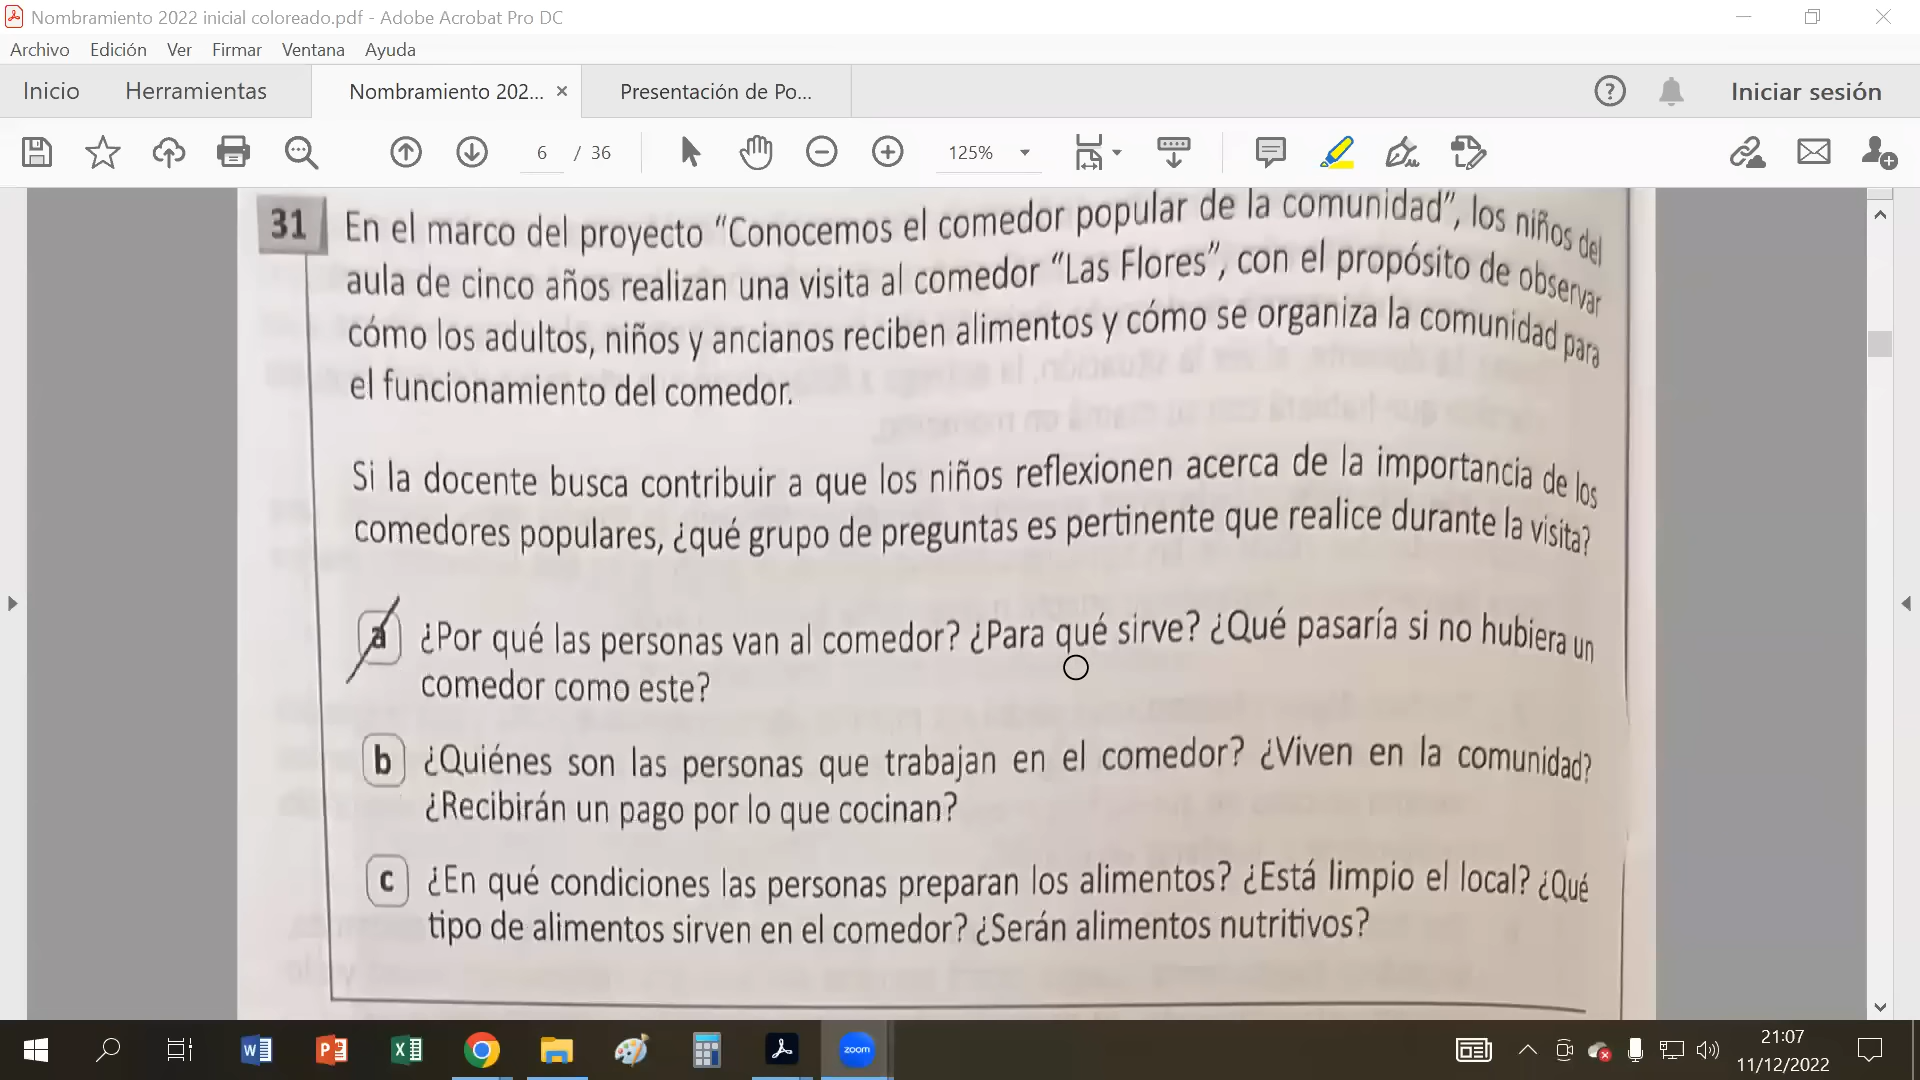 Nombramiento 2022 inicial coloreado.pdf - Adobe Acrobat Pro DC
Archivo Edición Ver Firmar Ventana Ayuda
Inicio Herramientas Nombramiento 202... × Presentación de Po... ? Iniciar sesión
6 / 36 125%
31 En el marco del proyecto “Conocemos el comedor popular de la comunidad”, los niños del
aula de cinco años realizan una visita al comedor “Las Flores”, con el propósito de observar
cómo los adultos, niños y ancianos reciben alimentos y cómo se organiza la comunidad para
el funcionamiento del comedor.
Si la docente busca contribuir a que los niños reflexionen acerca de la importancia de los
comedores populares, ¿qué grupo de preguntas es pertinente que realice durante la visita?
a ¿Por qué las personas van al comedor? ¿Para qué sirve? ¿Qué pasaría si no hubiera un
comedor como este?
b ¿Quiénes son las personas que trabajan en el comedor? ¿Viven en la comunidad?
¿Recibirán un pago por lo que cocinan?
c ¿En qué condiciones las personas preparan los alimentos? ¿Está limpio el local? ¿Qué
tipo de alimentos sirven en el comedor? ¿Serán alimentos nutritivos?
zoom
21:07
11/12/2022